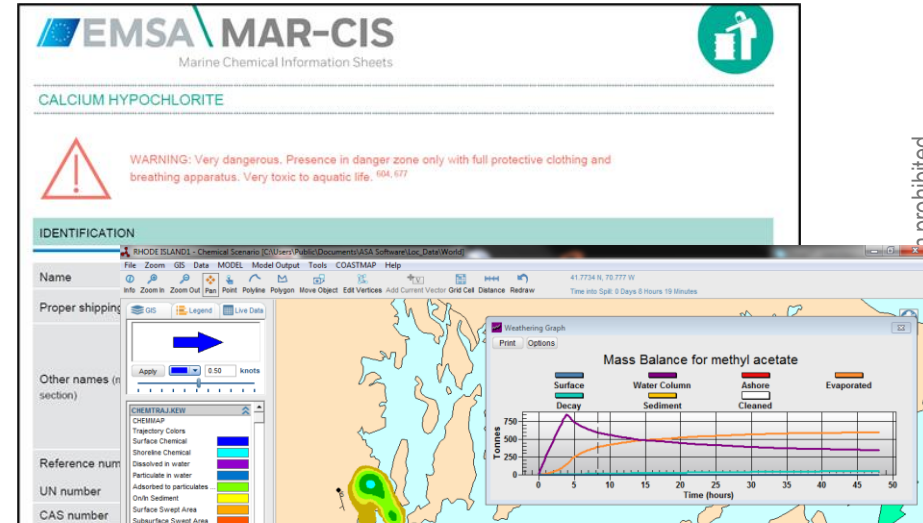 EMSA MAR-CIS
Marine Chemical Information Sheets
CALCIUM HYPOCHLORITE
WARNING: Very dangerous. Presence in danger zone only with full protective clothing and
breathing apparatus. Very toxic to aquatic life. 604, 677
IDENTIFICATION
Name
Proper shipping
Other names
section)
Reference num
UN number
CAS number
RHODE ISLAND1 - Chemical Scenario [C:\Users\Public\Documents\ASA Software\Loc_Data\World]
File Zoom GIS Data MODEL Model Output Tools COASTMAP Help
Info Zoom In Zoom Out Pan Point Polyline Polygon Move Object Edit Vertices Add Current Vector Grid Cell Distance Redraw
41.7734 N, 70.777 W
Time into Spill: 0 Days 8 Hours 19 Minutes
GIS Legend Live Data
Apply 0.50 knots
CHEMTRAJ.KEW
CHEMMAP
Trajectory Colors
Surface Chemical
Shoreline Chemical
Dissolved in water
Particulate in water
Adsorbed to particulates ...
On/In Sediment
Surface Swept Area
Subsurface Swept Area
Weathering Graph
Print Options
Mass Balance for methyl acetate
Surface Water Column Ashore Evaporated
Decay Sediment Cleaned
Tonnes
750
500
250
0
0 5 10 15 20 25 30 35 40 45 50
Time (hours)
prohibited